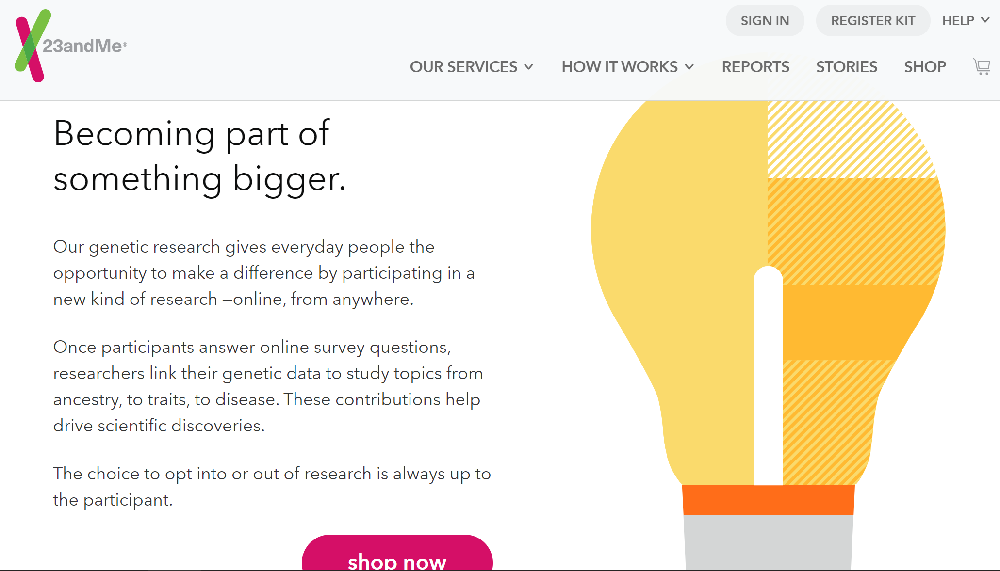 SIGN IN
REGISTER KIT
HELP
23andMe®
OUR SERVICES
HOW IT WORKS
REPORTS
STORIES
SHOP
Becoming part of
something bigger.
Our genetic research gives everyday people the
opportunity to make a difference by participating in a
new kind of research —online, from anywhere.
Once participants answer online survey questions,
researchers link their genetic data to study topics from
ancestry, to traits, to disease. These contributions help
drive scientific discoveries.
The choice to opt into or out of research is always up to
the participant.
shop now